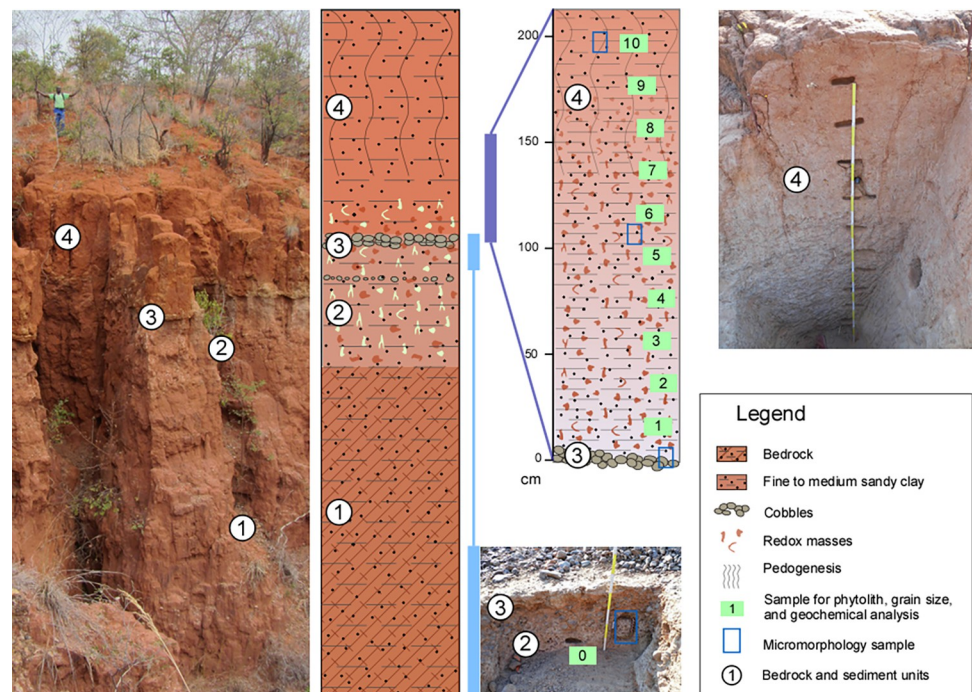 4
3
2
1
4
3
2
1
200
150
100
50
0
cm
10
9
8
7
6
5
4
3
2
1
4
3
4
3
2
0
Legend
Bedrock
Fine to medium sandy clay
Cobbles
Redox masses
Pedogenesis
1
Sample for phytolith, grain size,
and geochemical analysis
Micromorphology sample
1
Bedrock and sediment units